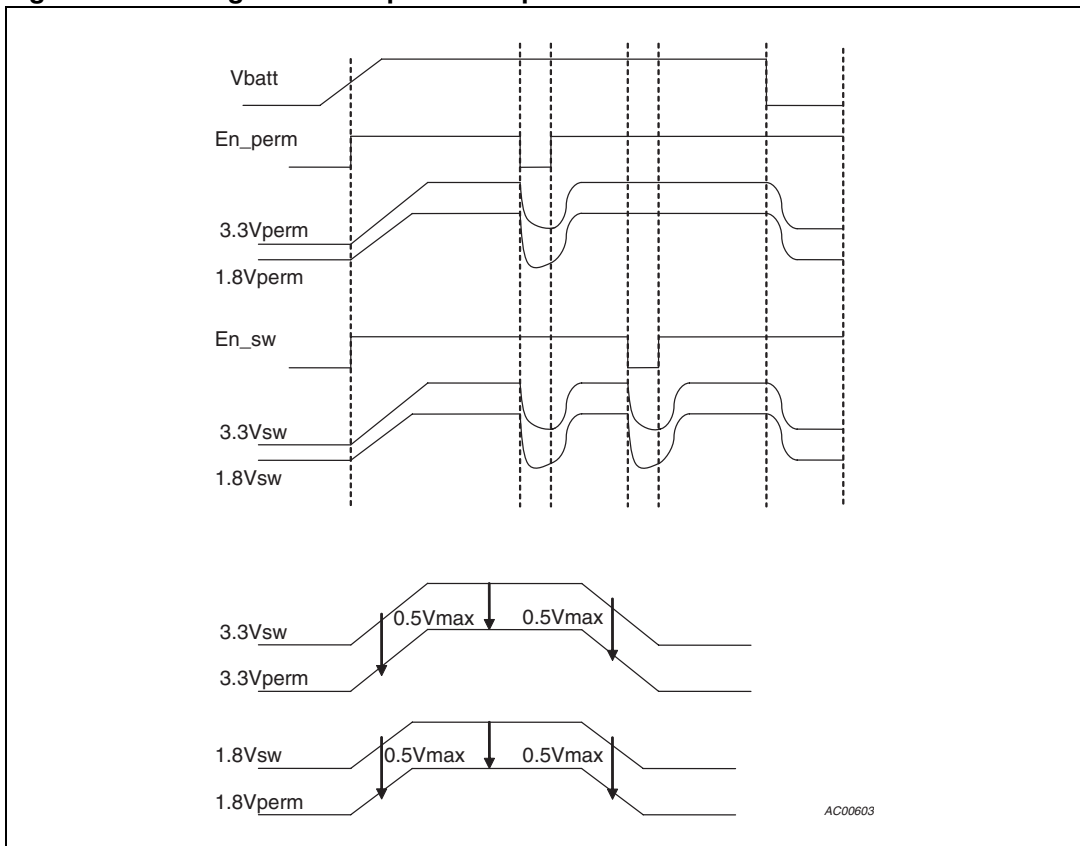 Vbatt
En_perm
3.3Vperm
1.8Vperm
En_sw
3.3Vsw
1.8Vsw
0.5Vmax 0.5Vmax
3.3Vsw
3.3Vperm
1.8Vsw 0.5Vmax 0.5Vmax
1.8Vperm
AC00603